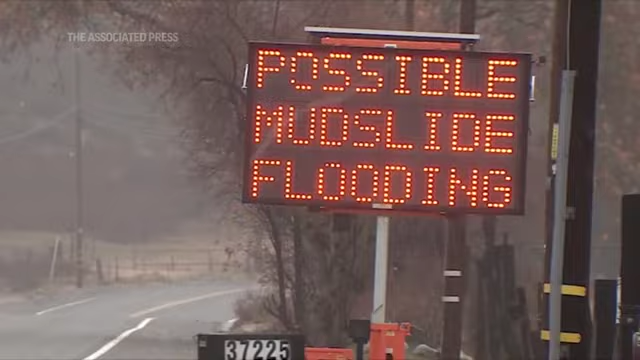 THE ASSOCIATED PRESS
POSSIBLE
MUDSLIDE
FLOODING
37225